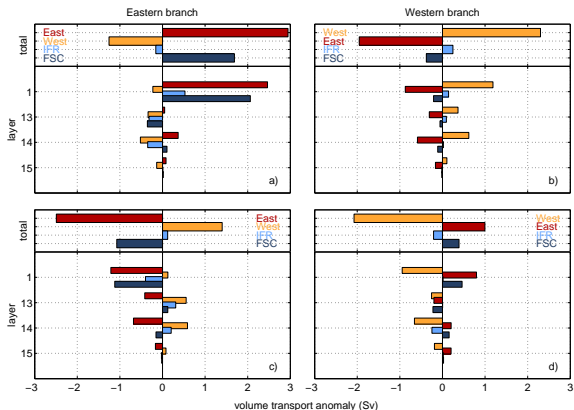 Eastern branch
Western branch
total
East
West
IFR
FSC
West
East
IFR
FSC
layer
1
13
14
15
a)
b)
total
East
West
IFR
FSC
West
East
IFR
FSC
layer
1
13
14
15
c)
d)
−3 −2 −1 0 1 2 3
−3 −2 −1 0 1 2 3
volume transport anomaly (Sv)